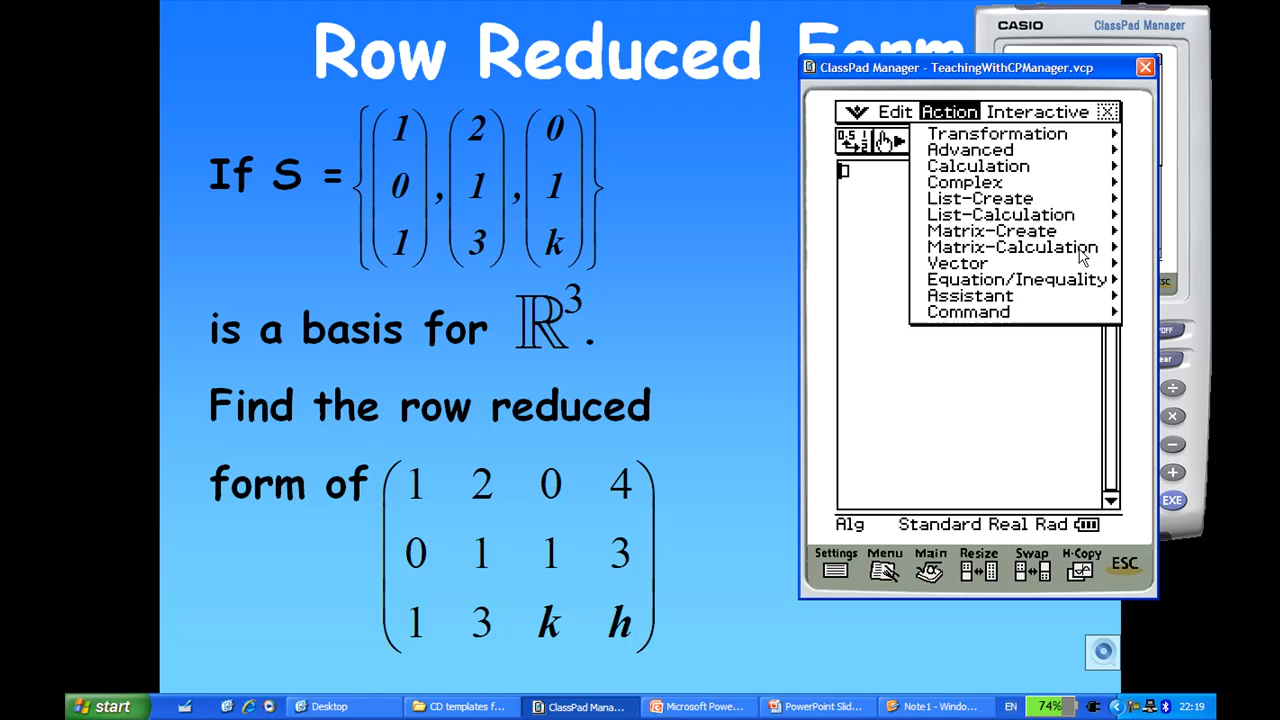 Row Reduced Form
If S = {(1 0 1), (2 1 3), (0 1 k)}
is a basis for ℝ³.
Find the row reduced
form of
1 2 0 4
0 1 1 3
1 3 k h
CASIO ClassPad Manager
ClassPad Manager - TeachingWithCPManager.vcp
Edit Action Interactive
Transformation
Advanced
Calculation
Complex
List-Create
List-Calculation
Matrix-Create
Matrix-Calculation
Vector
Equation/Inequality
Assistant
Command
Alg Standard Real Rad
Settings Menu Main Resize Swap H-Copy ESC
ESC
OFF
ear
÷
×
−
+
EXE
start Desktop CD templates f... ClassPad Mana... Microsoft Powe... PowerPoint Slid... Note1 - Windo... EN 74% 22:19